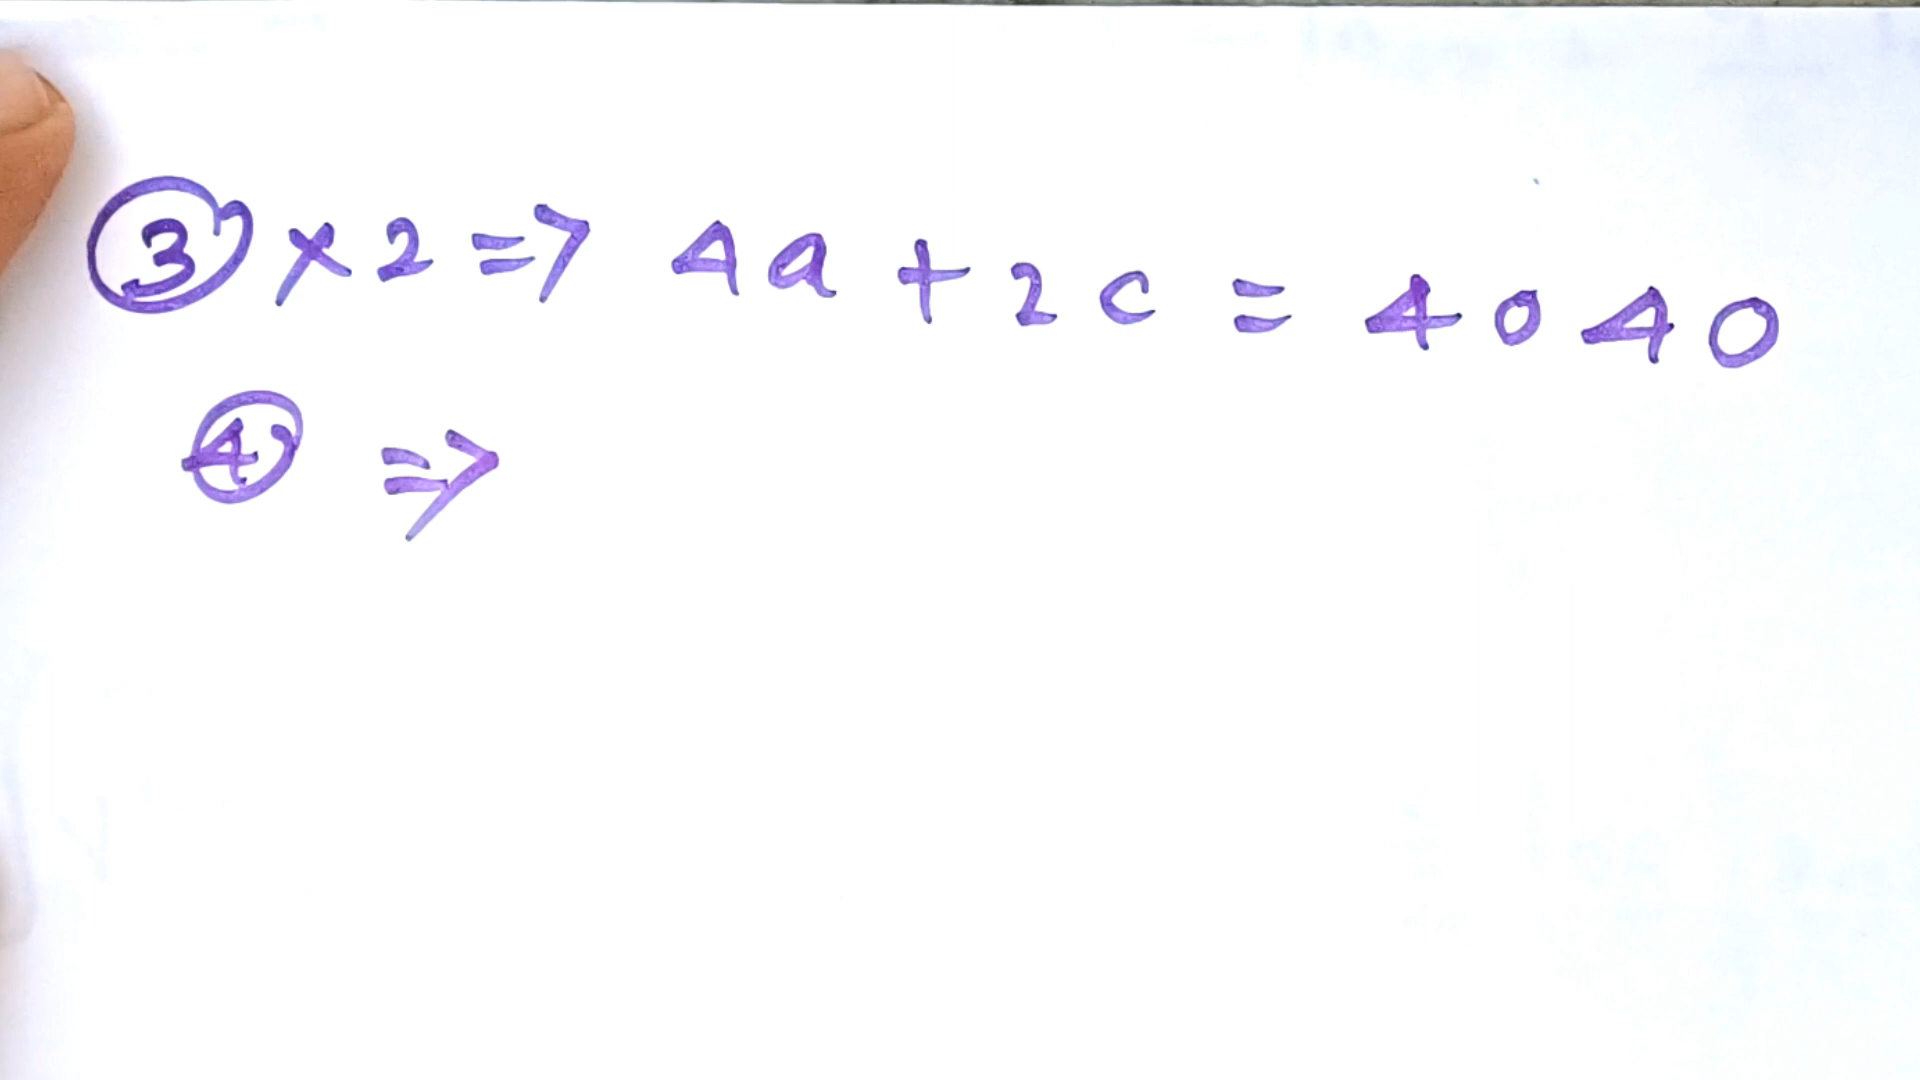 ③ × 2 => 4a + 2c = 4040
④ =>